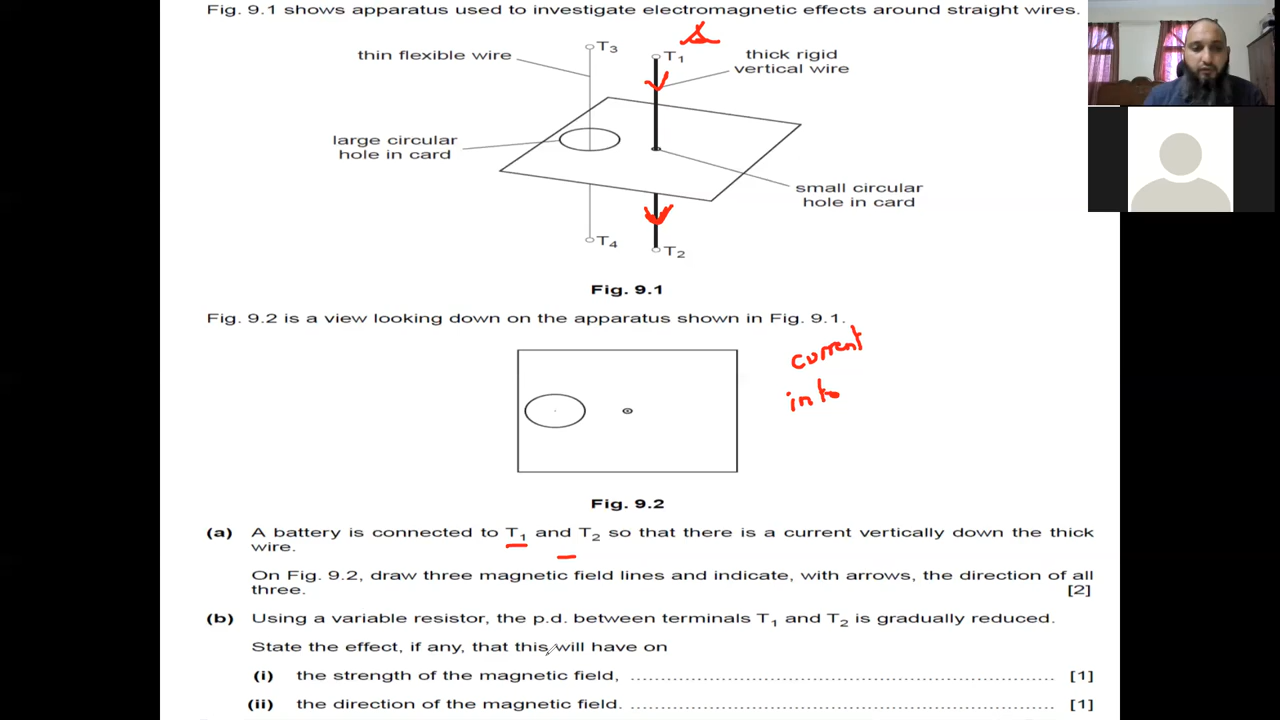 Fig. 9.1 shows apparatus used to investigate electromagnetic effects around straight wires.
T3
T1
thin flexible wire
thick rigid
vertical wire
large circular
hole in card
small circular
hole in card
T4
T2
Fig. 9.1
Fig. 9.2 is a view looking down on the apparatus shown in Fig. 9.1.
current
into
Fig. 9.2
(a) A battery is connected to T1 and T2 so that there is a current vertically down the thick
wire.
On Fig. 9.2, draw three magnetic field lines and indicate, with arrows, the direction of all
three. [2]
(b) Using a variable resistor, the p.d. between terminals T1 and T2 is gradually reduced.
State the effect, if any, that this will have on
(i) the strength of the magnetic field, ........................................................................ [1]
(ii) the direction of the magnetic field. ........................................................................ [1]